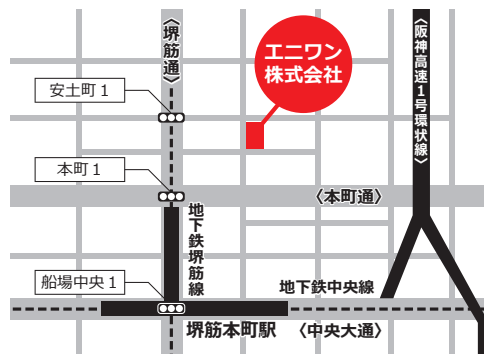 〈堺筋通〉
エニワン
株式会社
〈阪神高速1号環状線〉
安土町1
本町1
〈本町通〉
地下鉄堺筋線
船場中央1
地下鉄中央線
堺筋本町駅
〈中央大通〉